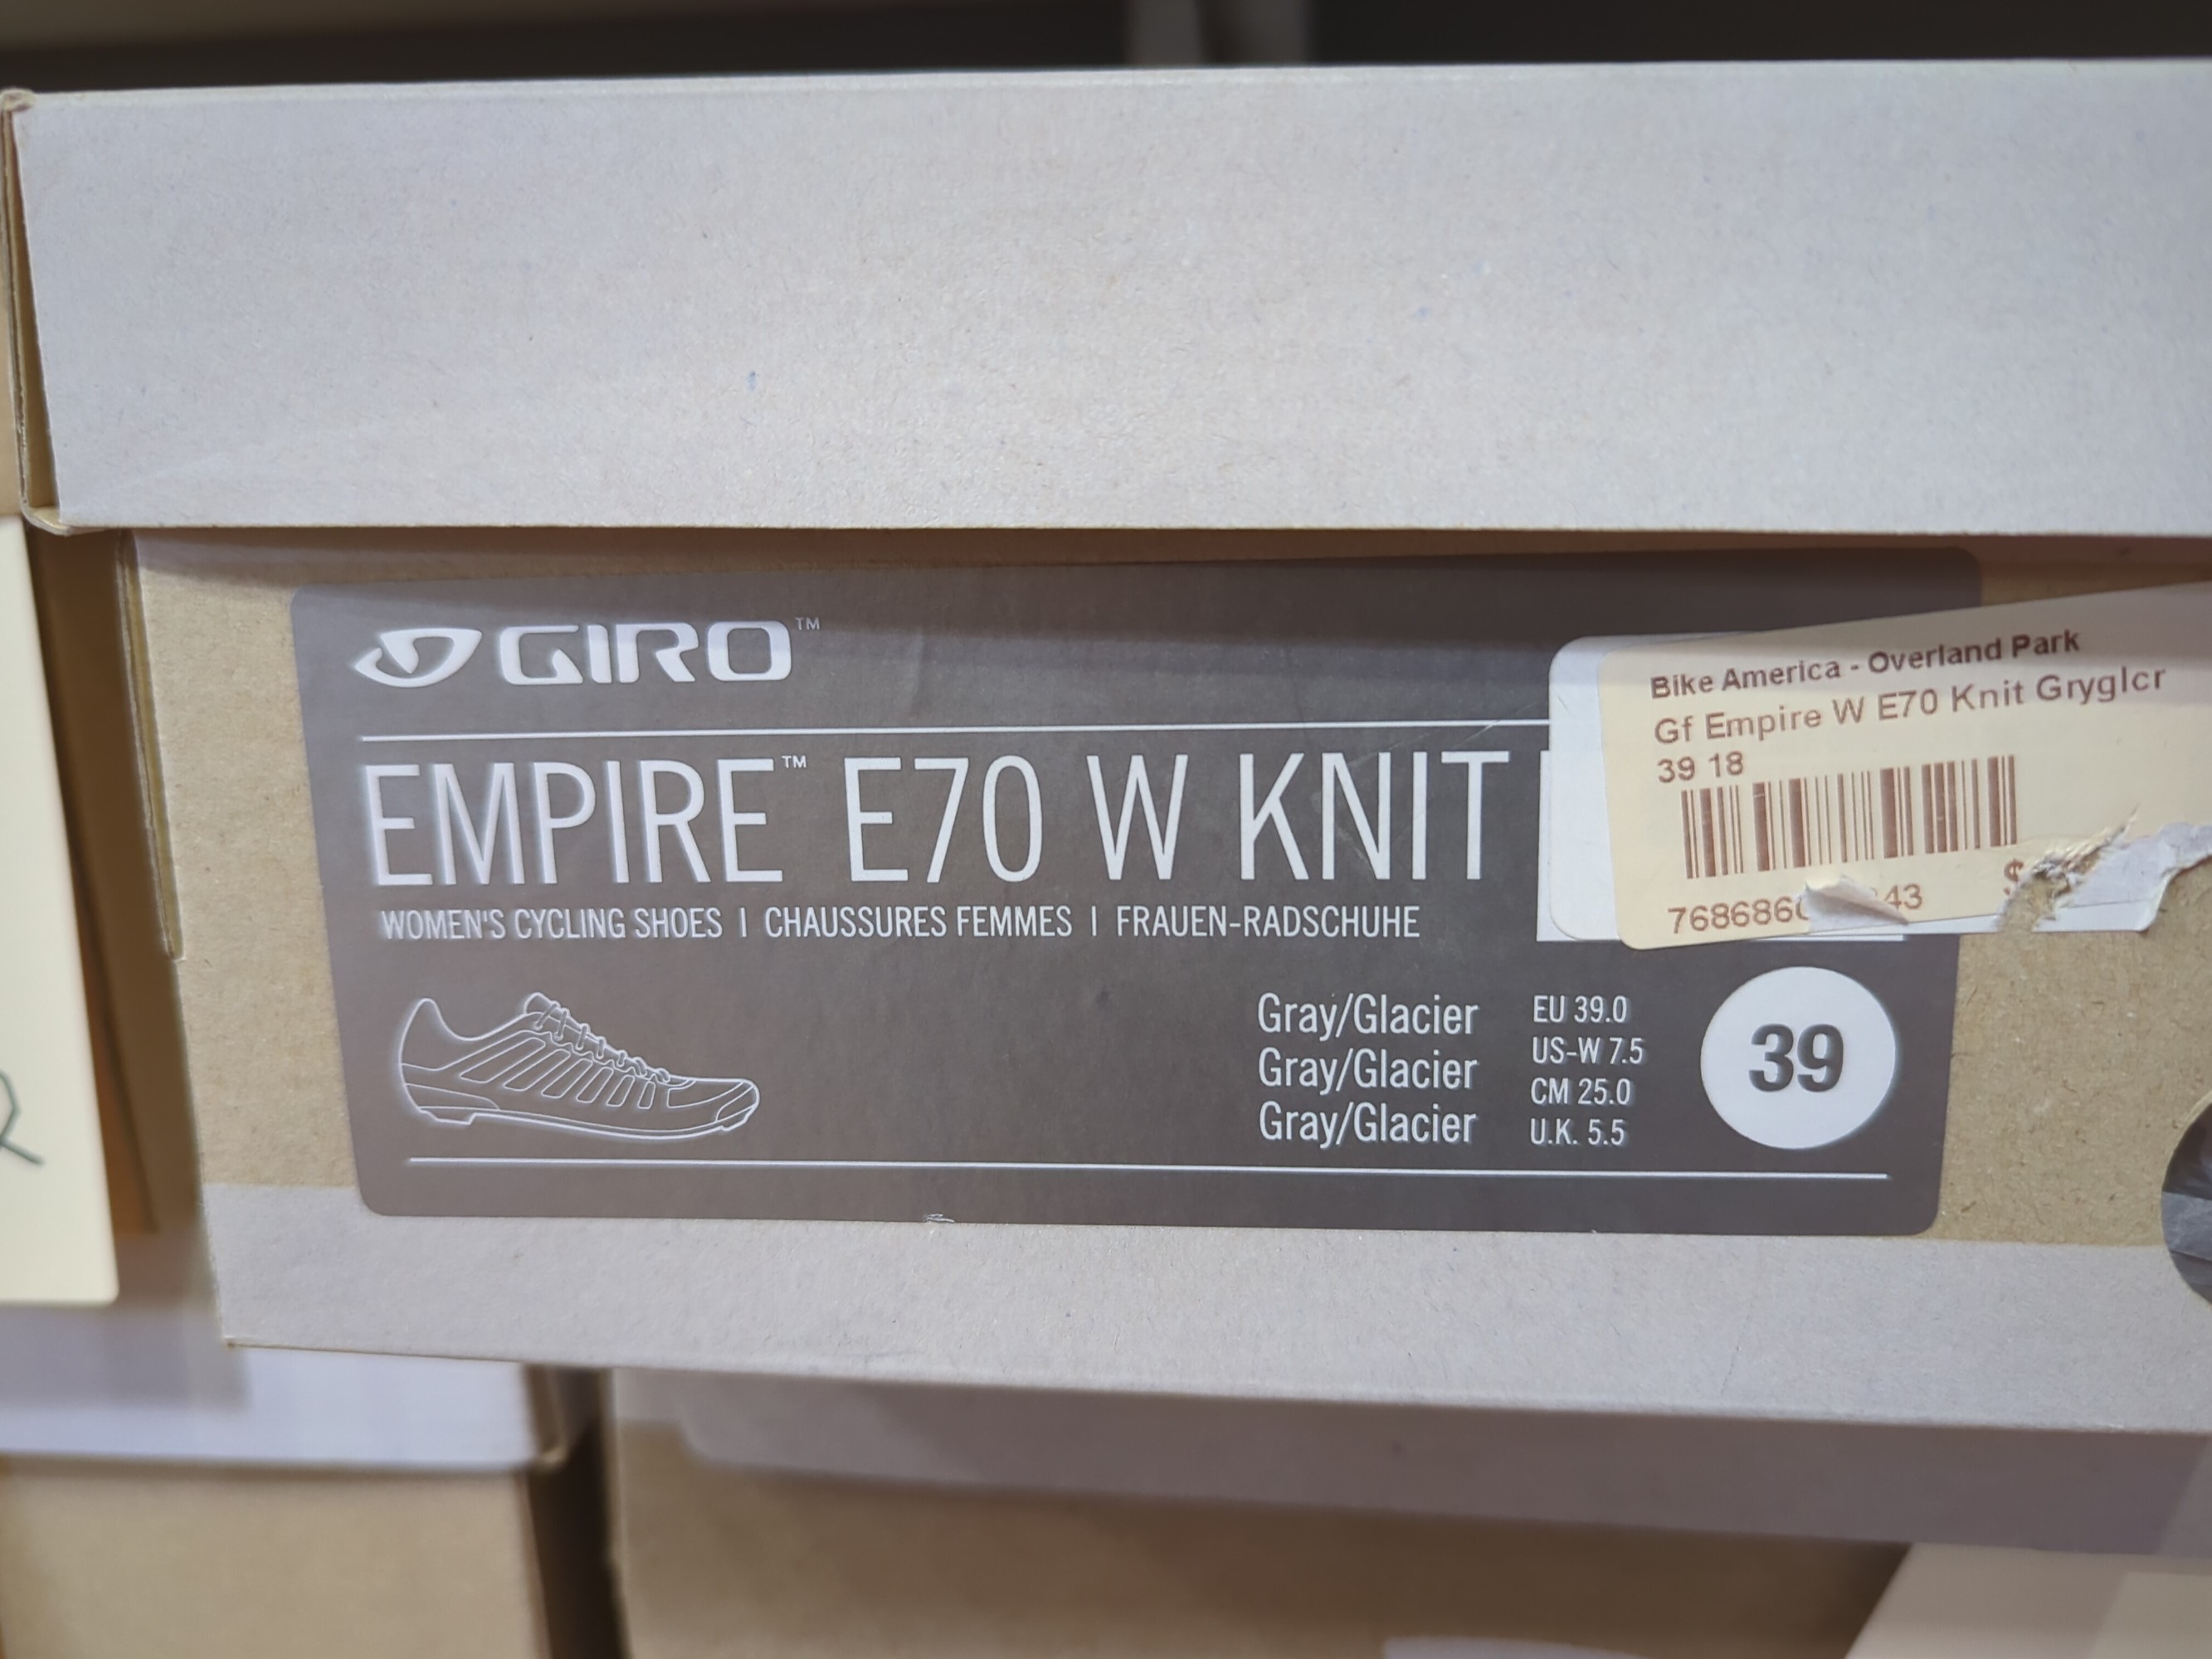 GIRO™
EMPIRE™ E70 W KNIT
WOMEN'S CYCLING SHOES | CHAUSSURES FEMMES | FRAUEN-RADSCHUHE
Gray/Glacier
Gray/Glacier
Gray/Glacier
EU 39.0
US-W 7.5
CM 25.0
U.K. 5.5
39
Bike America - Overland Park
Gf Empire W E70 Knit Gryglcr
39 18
$